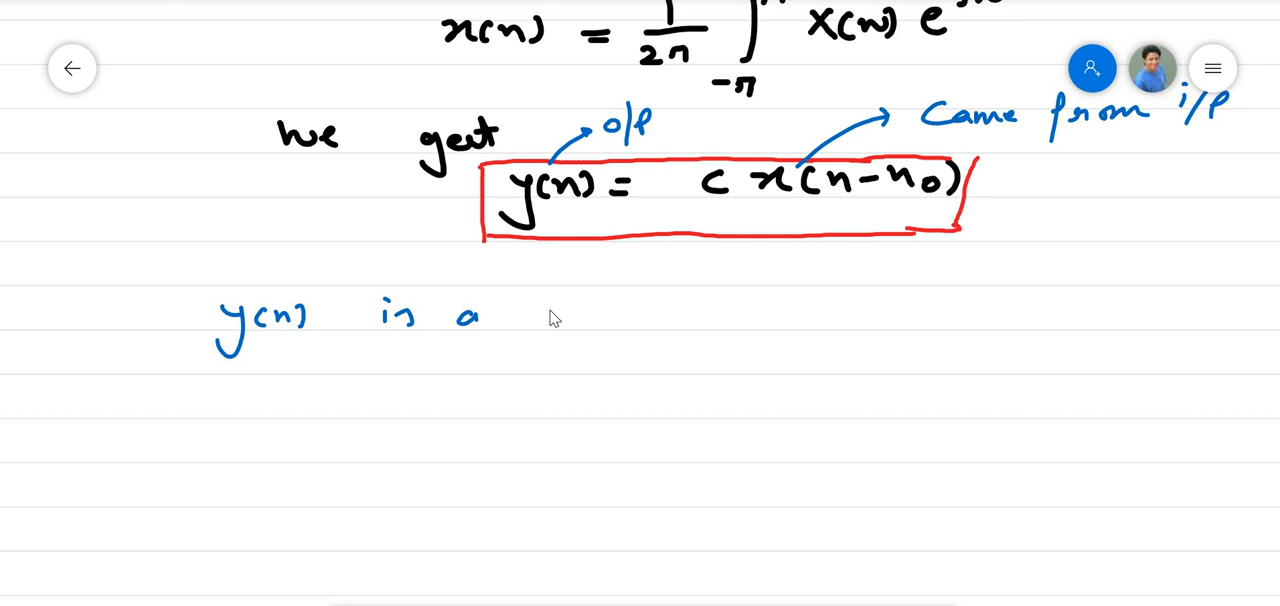 x(n) = 1/2π ∫ -π X(ω) e
we get
o/p
Came from i/p
y(n) = c x(n-n₀)
y(n) is a